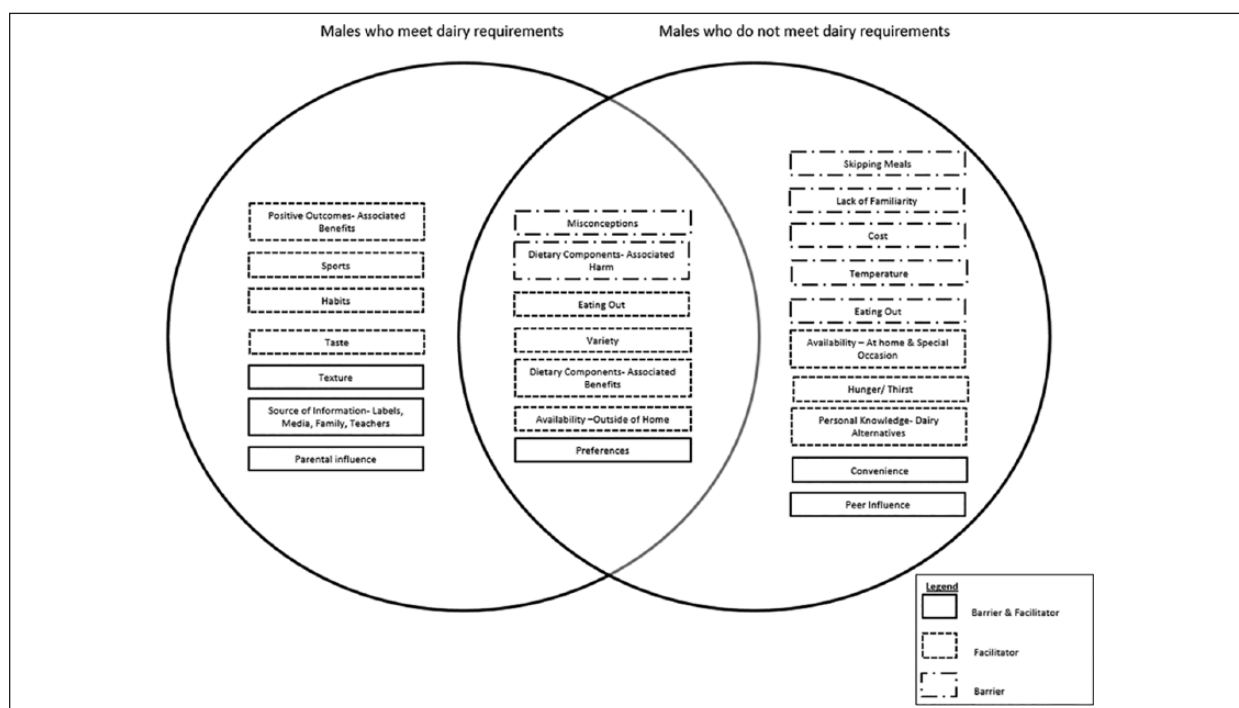 Males who meet dairy requirements
Males who do not meet dairy requirements
Positive Outcomes- Associated
Benefits
Sports
Habits
Taste
Texture
Source of Information- Labels,
Media, Family, Teachers
Parental influence
Misconceptions
Dietary Components- Associated
Harm
Eating Out
Variety
Dietary Components- Associated
Benefits
Availability –Outside of Home
Preferences
Skipping Meals
Lack of Familiarity
Cost
Temperature
Eating Out
Availability – At home & Special
Occasion
Hunger/ Thirst
Personal Knowledge- Dairy
Alternatives
Convenience
Peer Influence
Legend
Barrier & Facilitator
Facilitator
Barrier